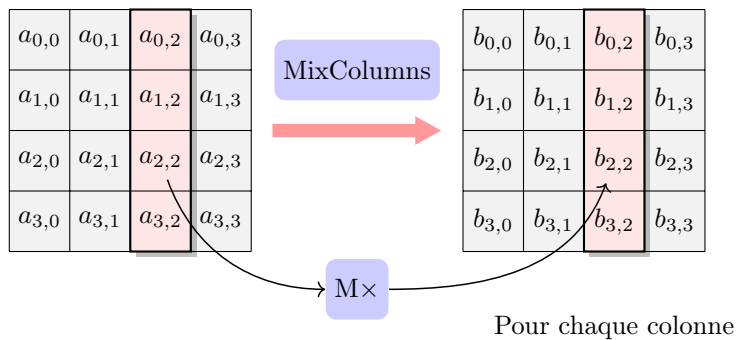 a0,0 a0,1 a0,2 a0,3 b0,0 b0,1 b0,2 b0,3
MixColumns
a1,0 a1,1 a1,2 a1,3 b1,0 b1,1 b1,2 b1,3
a2,0 a2,1 a2,2 a2,3 b2,0 b2,1 b2,2 b2,3
a3,0 a3,1 a3,2 a3,3 b3,0 b3,1 b3,2 b3,3
M×
Pour chaque colonne